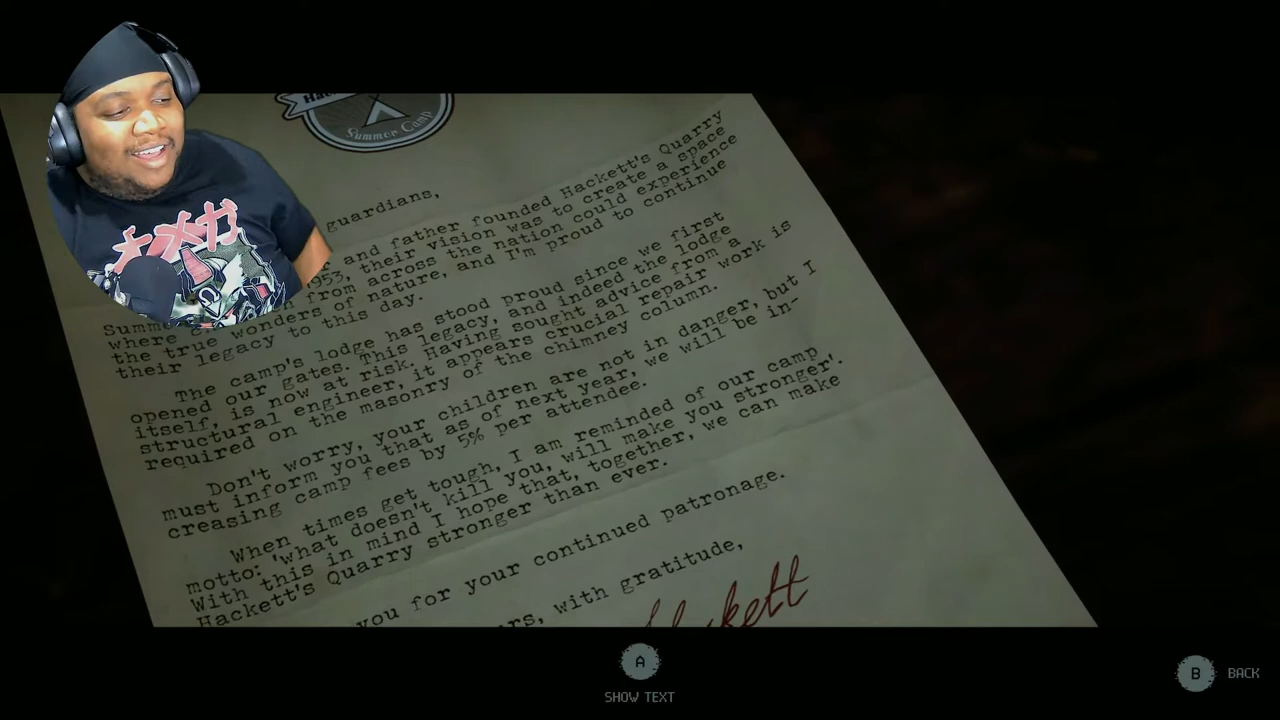 Summer Camp
guardians,
and father founded Hackett's Quarry
Summe 1953, their vision was to create a space
where from across the nation could experience
the true wonders of nature, and I'm proud to continue
their legacy to this day.
The camp's lodge has stood proud since we first
opened our gates. This legacy, and indeed the lodge
itself, is now at risk. Having sought advice from a
structural engineer, it appears crucial repair work is
required on the masonry of the chimney column.
Don't worry, your children are not in danger, but I
must inform you that as of next year, we will be in-
creasing camp fees by 5% per attendee.
When times get tough, I am reminded of our camp
motto: 'what doesn't kill you, will make you stronger'.
With this in mind I hope that, together, we can make
Hackett's Quarry stronger than ever.
you for your continued patronage.
with gratitude,
Hackett
A
SHOW TEXT
B BACK